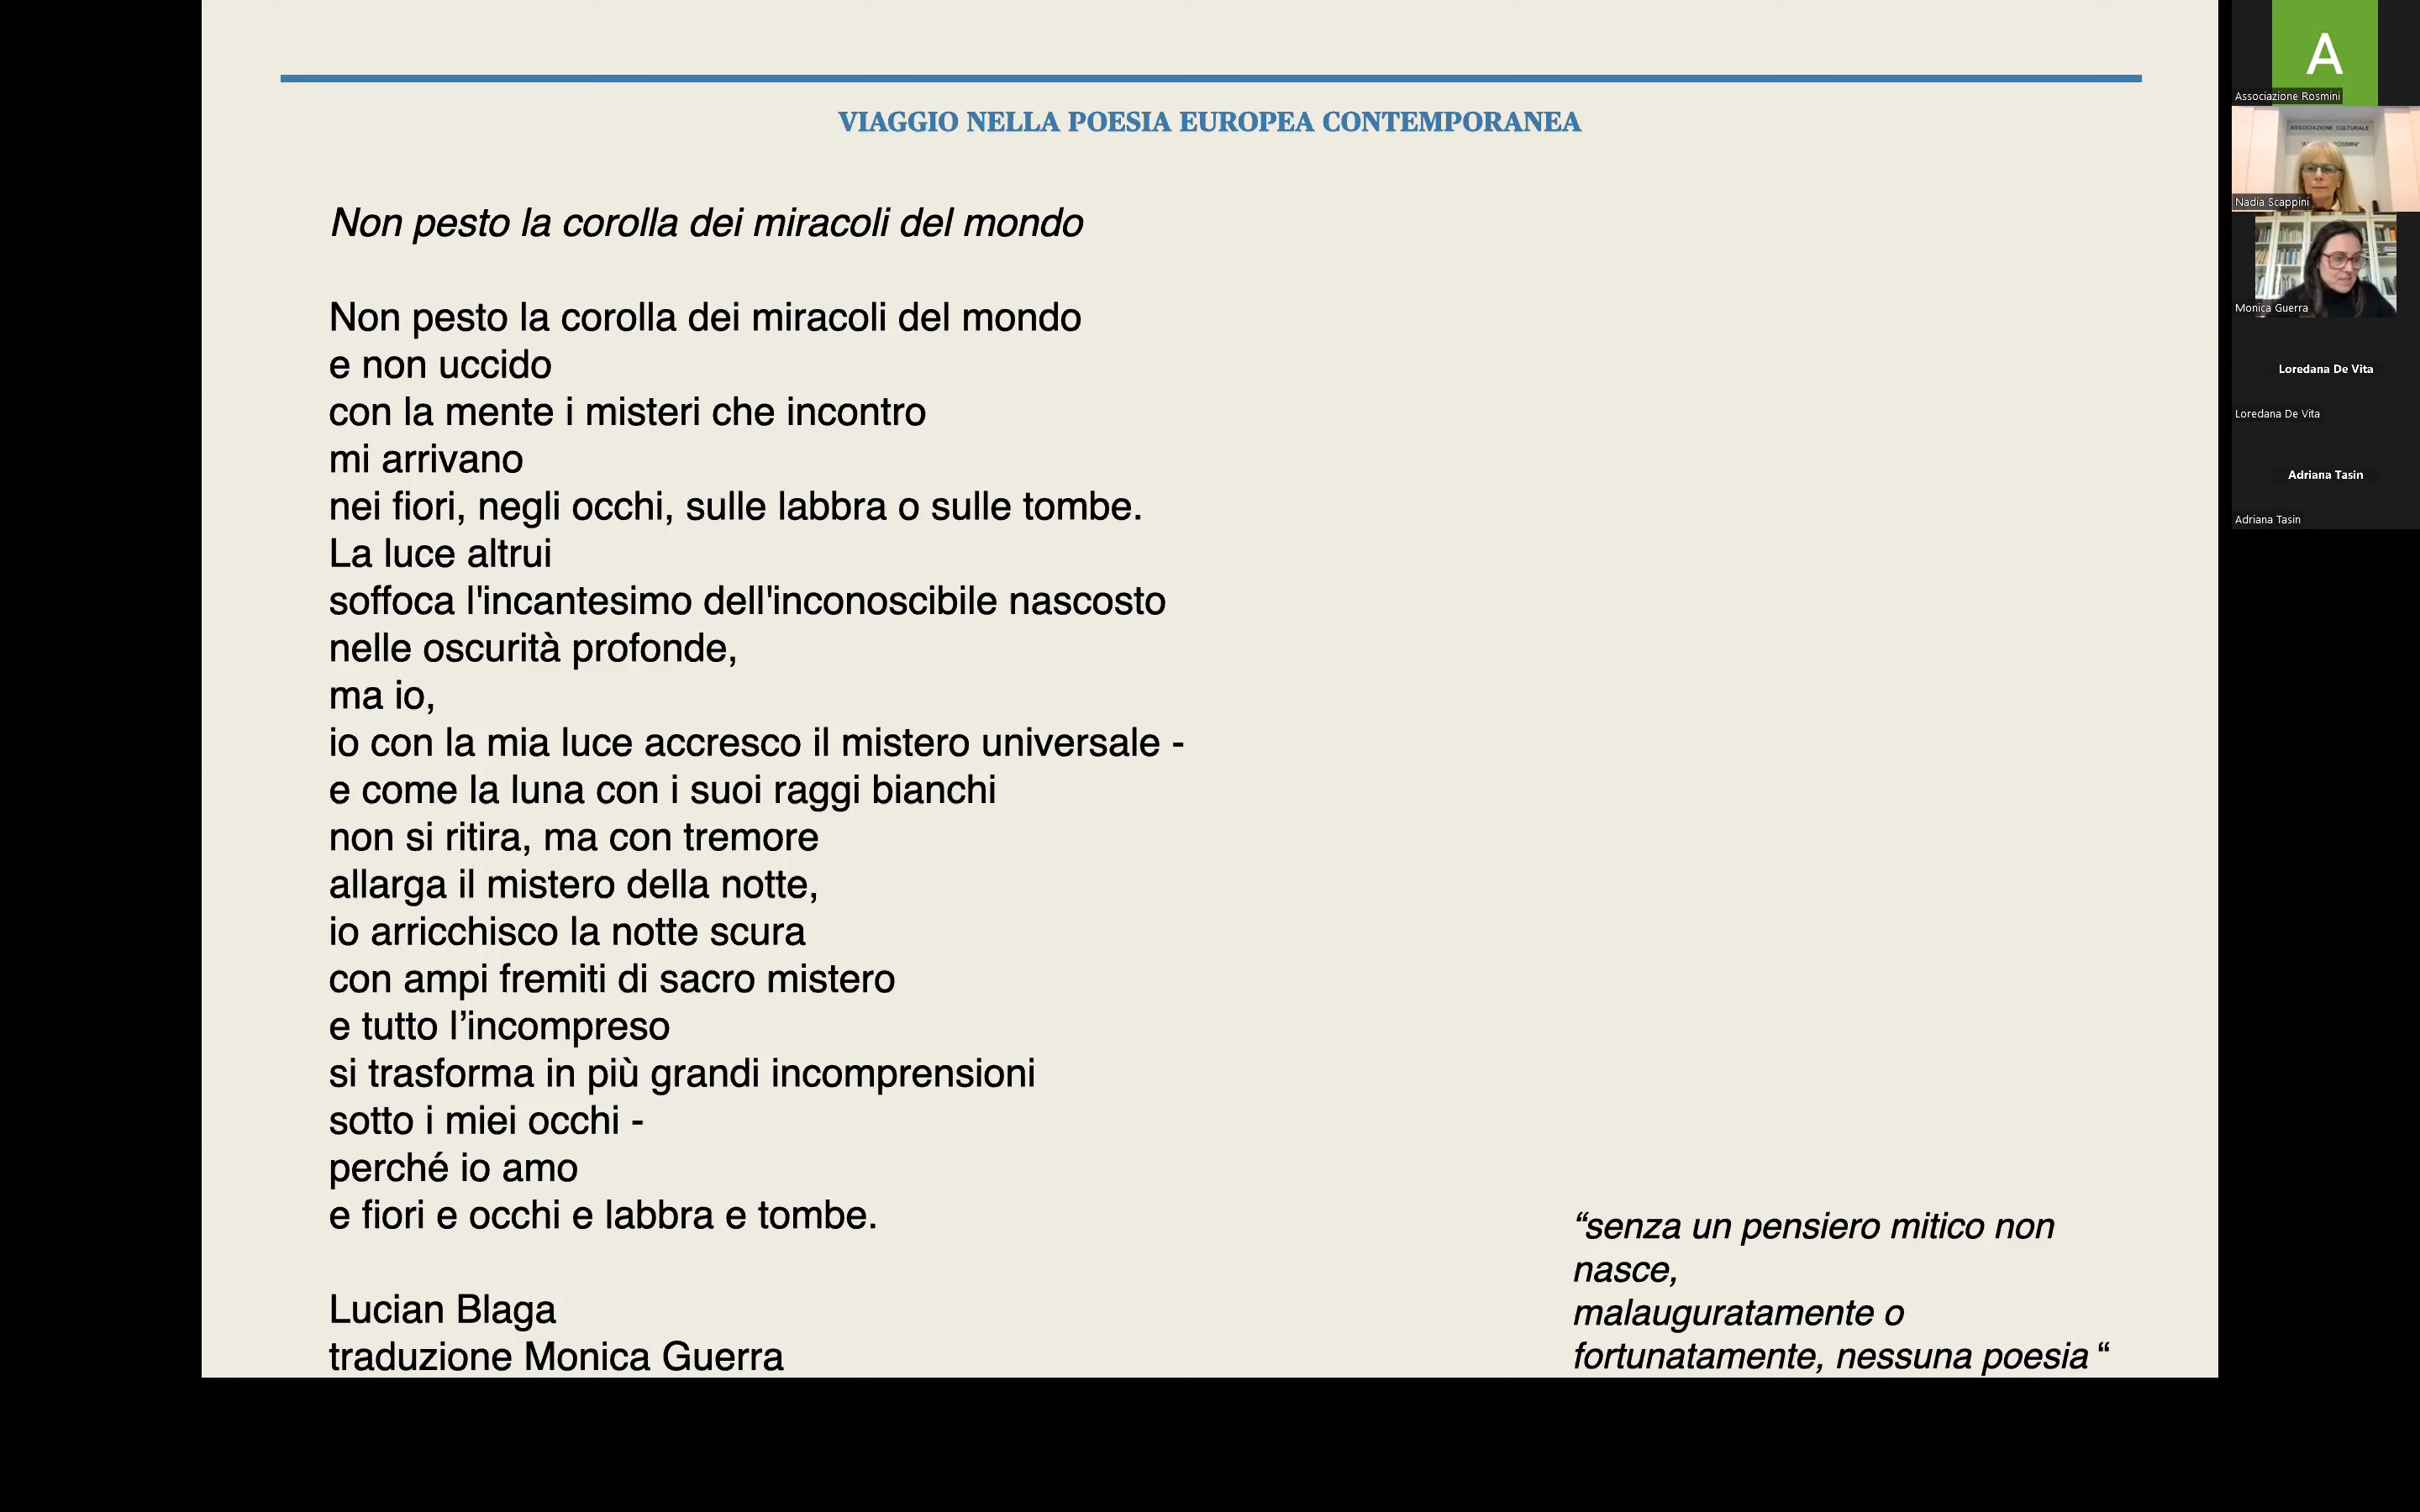 VIAGGIO NELLA POESIA EUROPEA CONTEMPORANEA
Non pesto la corolla dei miracoli del mondo
Non pesto la corolla dei miracoli del mondo
e non uccido
con la mente i misteri che incontro
mi arrivano
nei fiori, negli occhi, sulle labbra o sulle tombe.
La luce altrui
soffoca l'incantesimo dell'inconoscibile nascosto
nelle oscurità profonde,
ma io,
io con la mia luce accresco il mistero universale -
e come la luna con i suoi raggi bianchi
non si ritira, ma con tremore
allarga il mistero della notte,
io arricchisco la notte scura
con ampi fremiti di sacro mistero
e tutto l’incompreso
si trasforma in più grandi incomprensioni
sotto i miei occhi -
perché io amo
e fiori e occhi e labbra e tombe.
Lucian Blaga
traduzione Monica Guerra
“senza un pensiero mitico non
nasce,
malauguratamente o
fortunatamente, nessuna poesia “
A
Associazione Rosmini
ASSOCIAZIONE CULTURALE
Nadia Scappini
Monica Guerra
Loredana De Vita
Loredana De Vita
Adriana Tasin
Adriana Tasin